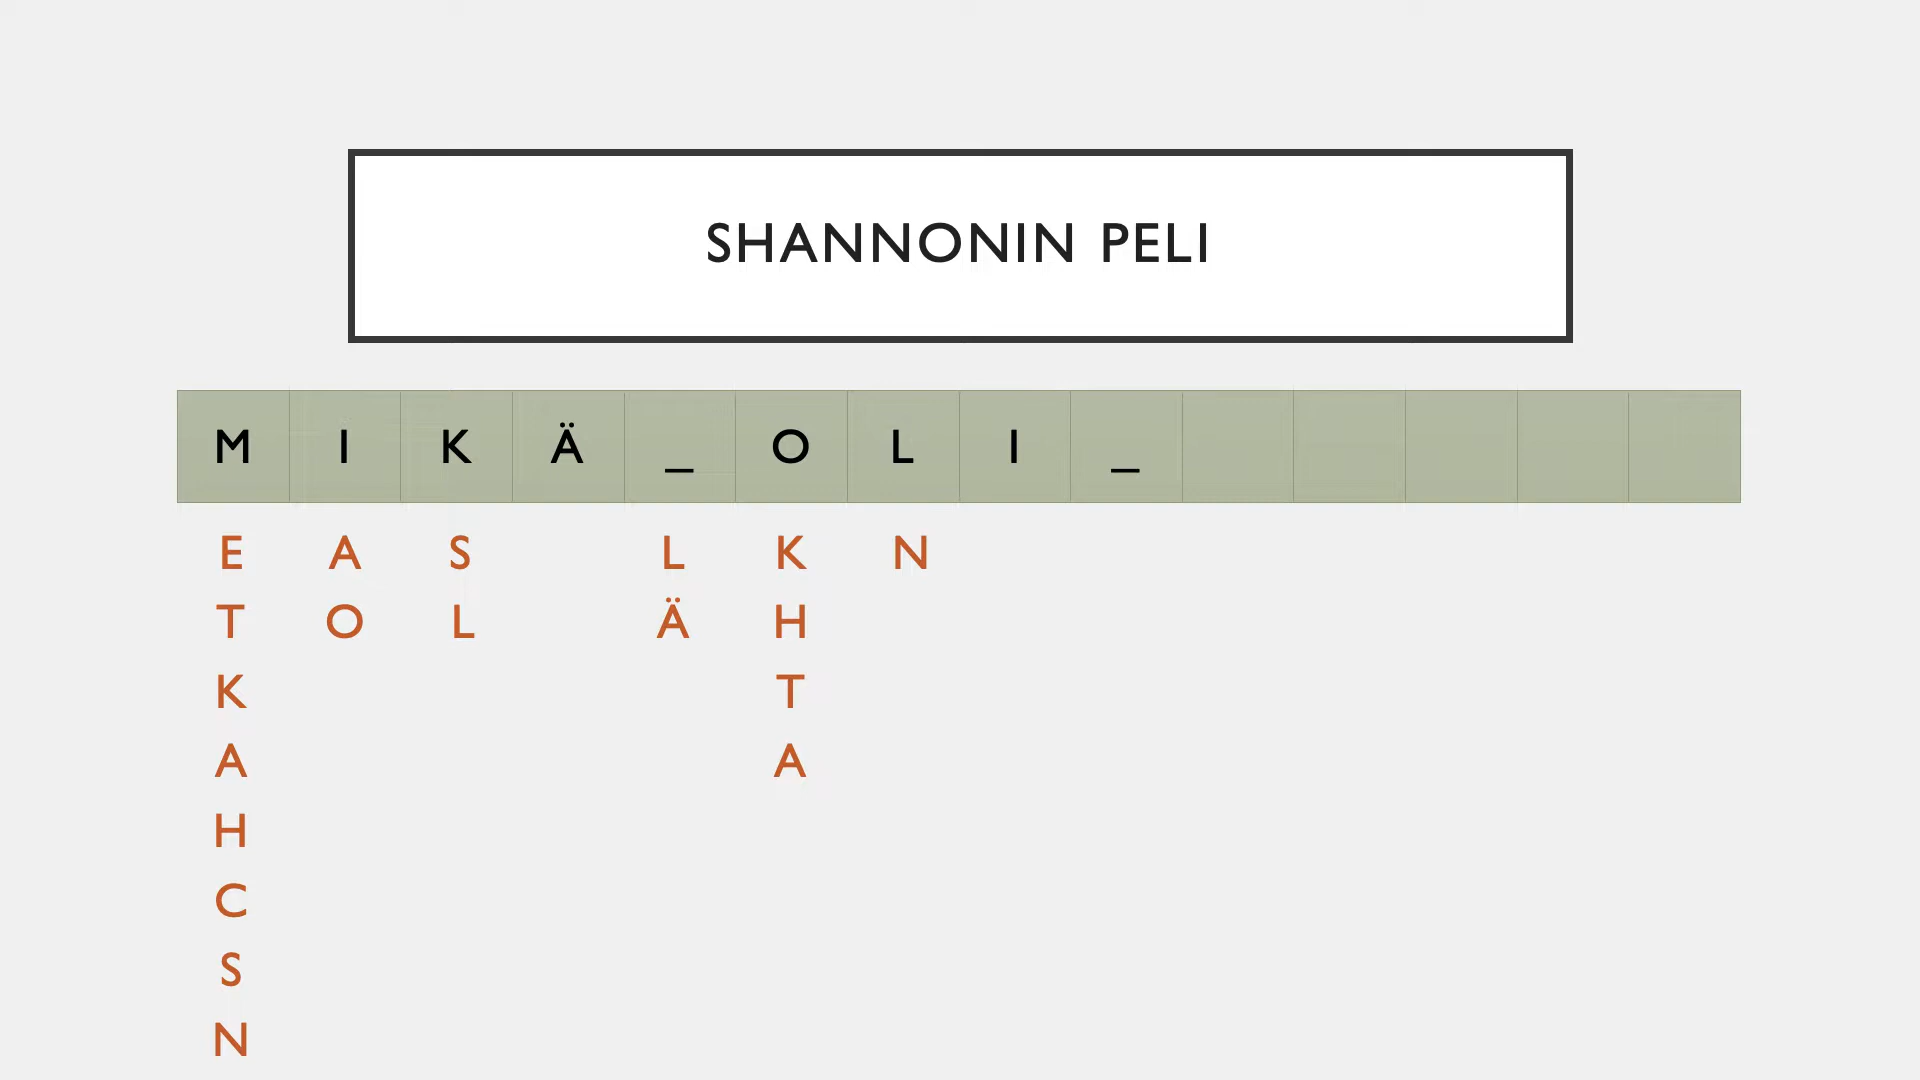 SHANNONIN PELI
M I K Ä _ O L I _
E A S L K N
T O L Ä H
K T
A A
H
C
S
N